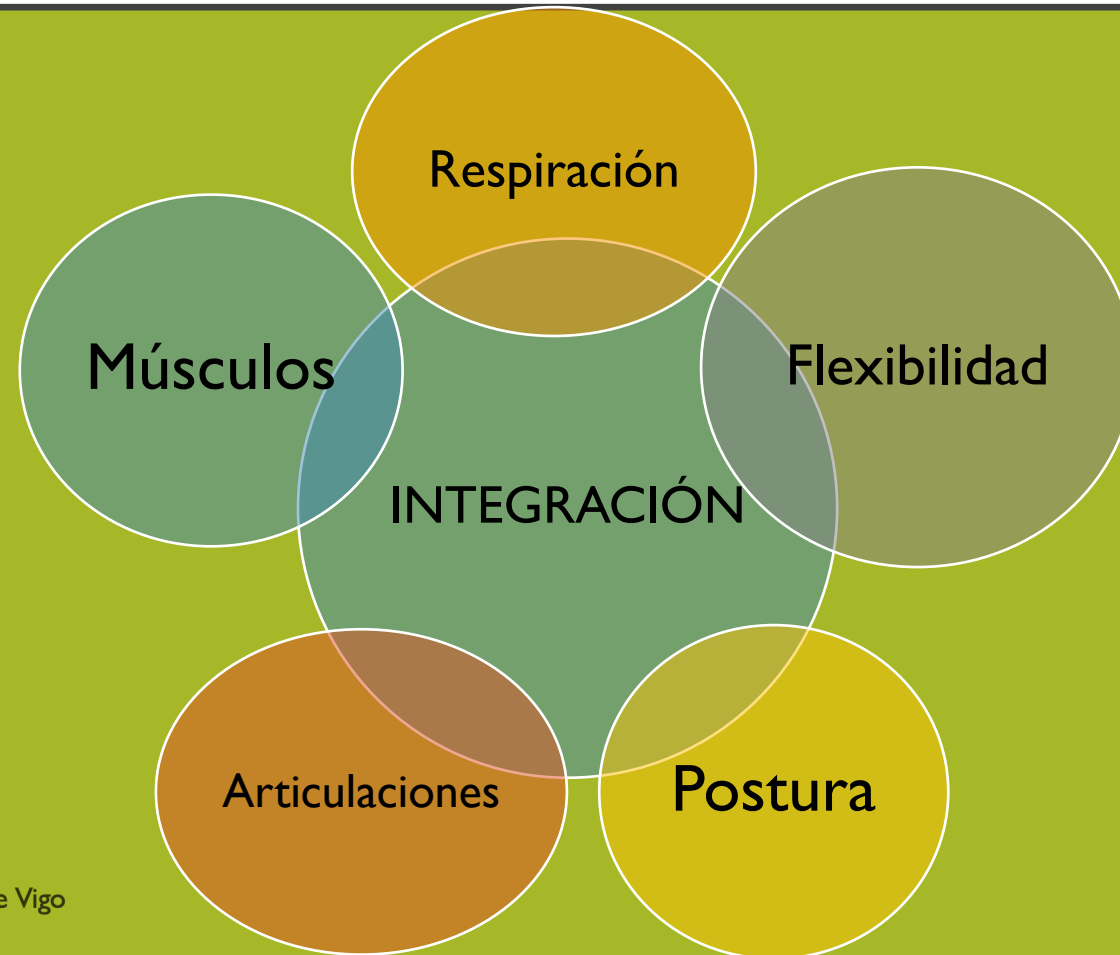 Respiración
Músculos
Flexibilidad
INTEGRACIÓN
Articulaciones
Postura
e Vigo